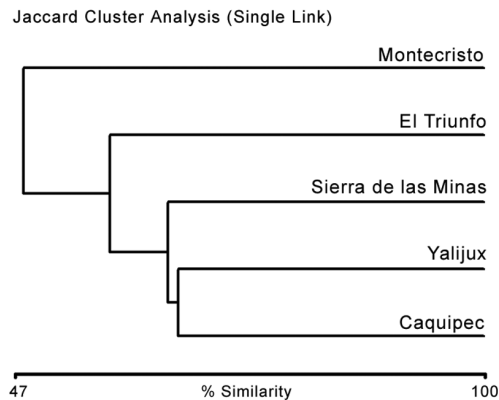 Jaccard Cluster Analysis (Single Link)
Montecristo
El Triunfo
Sierra de las Minas
Yalijux
Caquipec
47 % Similarity 100